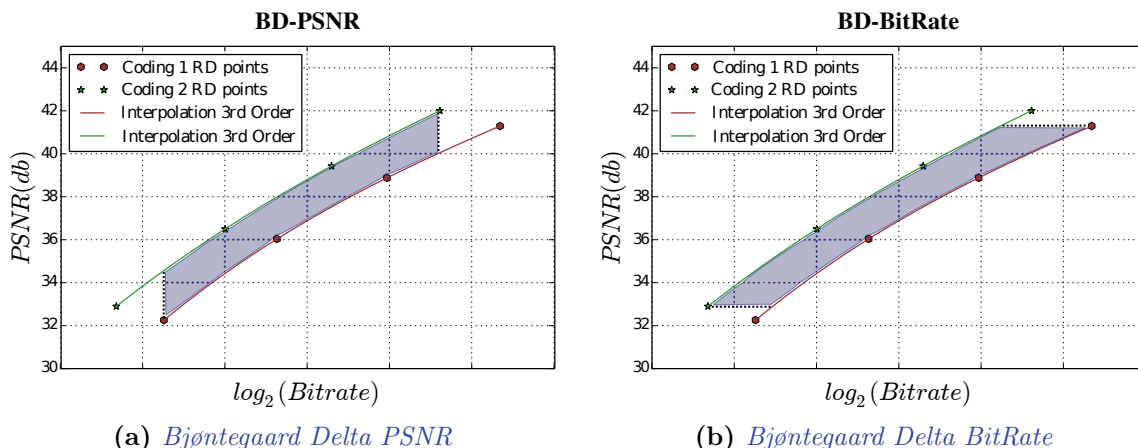 BD-PSNR
44
42
40
38
36
34
32
30
PSNR(db)
Coding 1 RD points
Coding 2 RD points
Interpolation 3rd Order
Interpolation 3rd Order
log2(Bitrate)
(a) Bjøntegaard Delta PSNR
BD-BitRate
44
42
40
38
36
34
32
30
PSNR(db)
Coding 1 RD points
Coding 2 RD points
Interpolation 3rd Order
Interpolation 3rd Order
log2(Bitrate)
(b) Bjøntegaard Delta BitRate